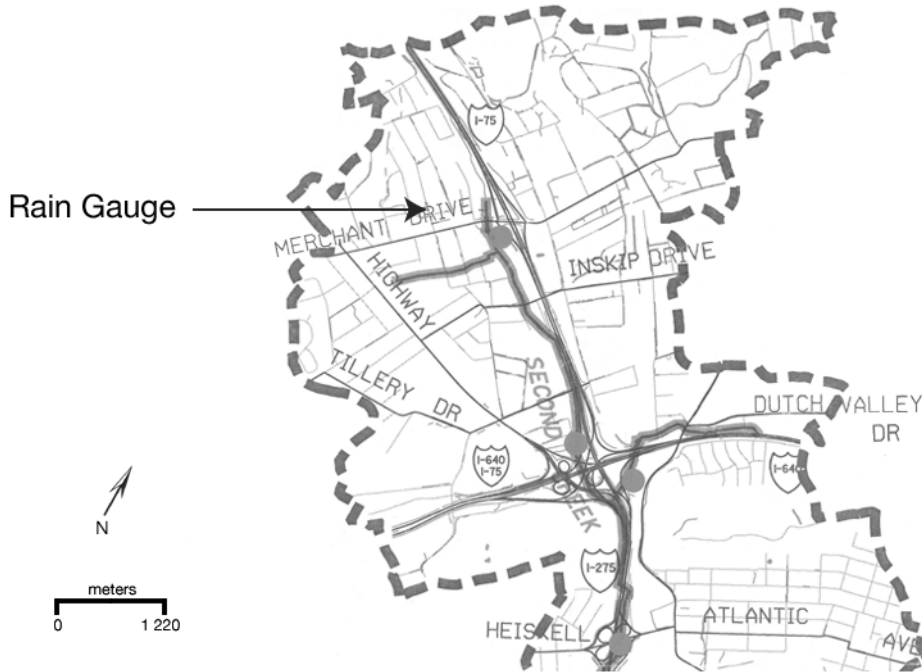 I-75
Rain Gauge
MERCHANT DRIVE
INSKIP DRIVE
HIGHWAY
TILLERY DR
SECOND CREEK
DUTCH VALLEY
DR
I-640
I-75
I-640
N
I-275
meters
0 1 220
HEISKELL
ATLANTIC
AVE